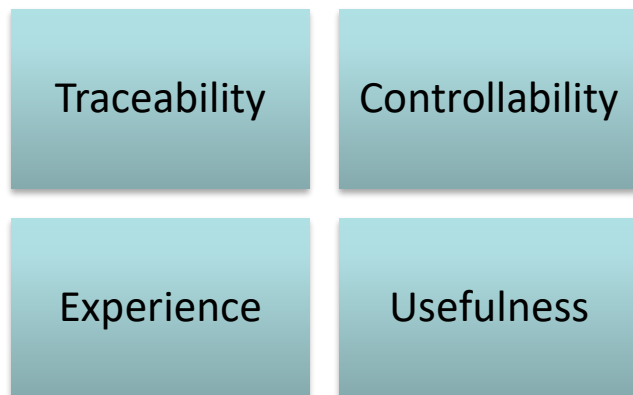 Traceability
Controllability
Experience
Usefulness